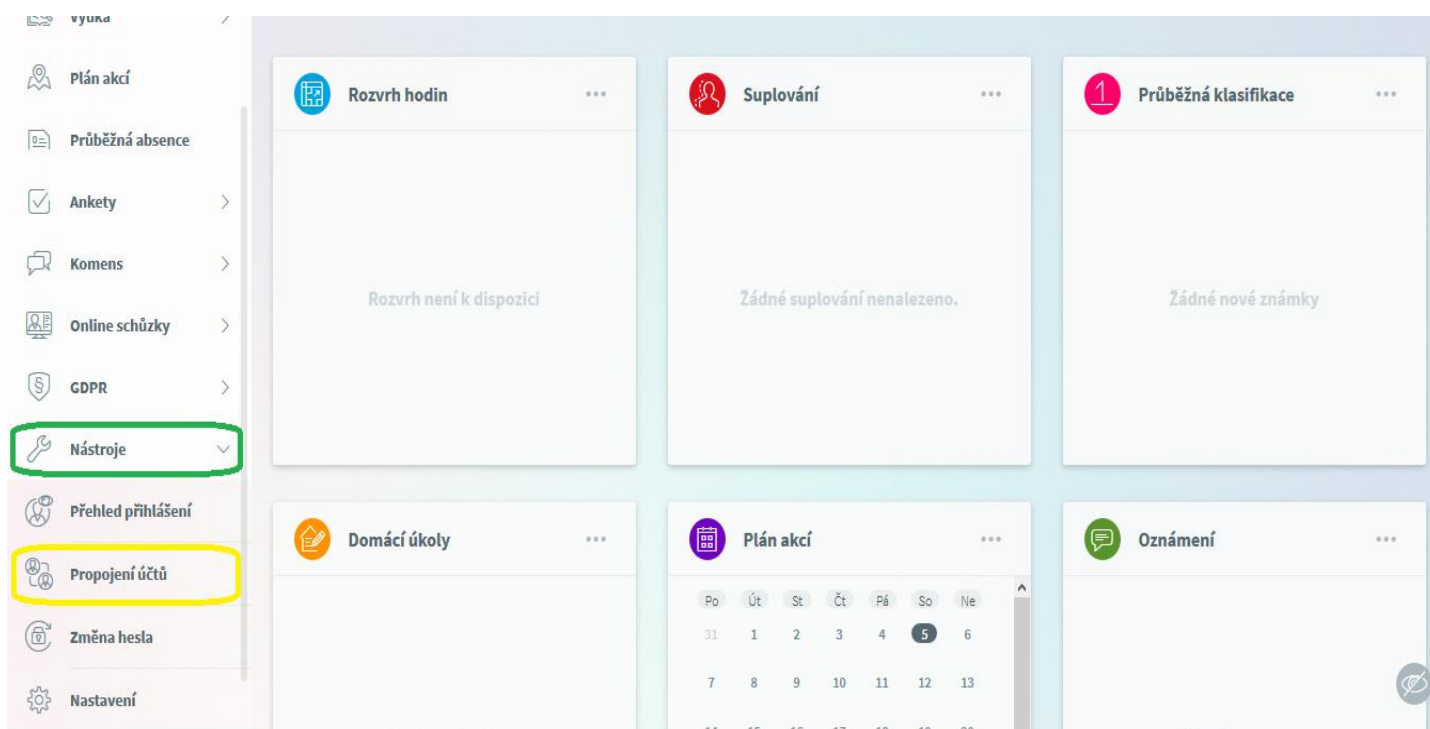 Výuka
Plán akcí
Průběžná absence
Ankety
Komens
Online schůzky
GDPR
Nástroje
Přehled přihlášení
Propojení účtů
Změna hesla
Nastavení
Rozvrh hodin
Rozvrh není k dispozici
Suplování
Žádné suplování nenalezeno.
1
Průběžná klasifikace
Žádné nové známky
Domácí úkoly
Plán akcí
Po Út St Čt Pá So Ne
31 1 2 3 4 5 6
7 8 9 10 11 12 13
Oznámení